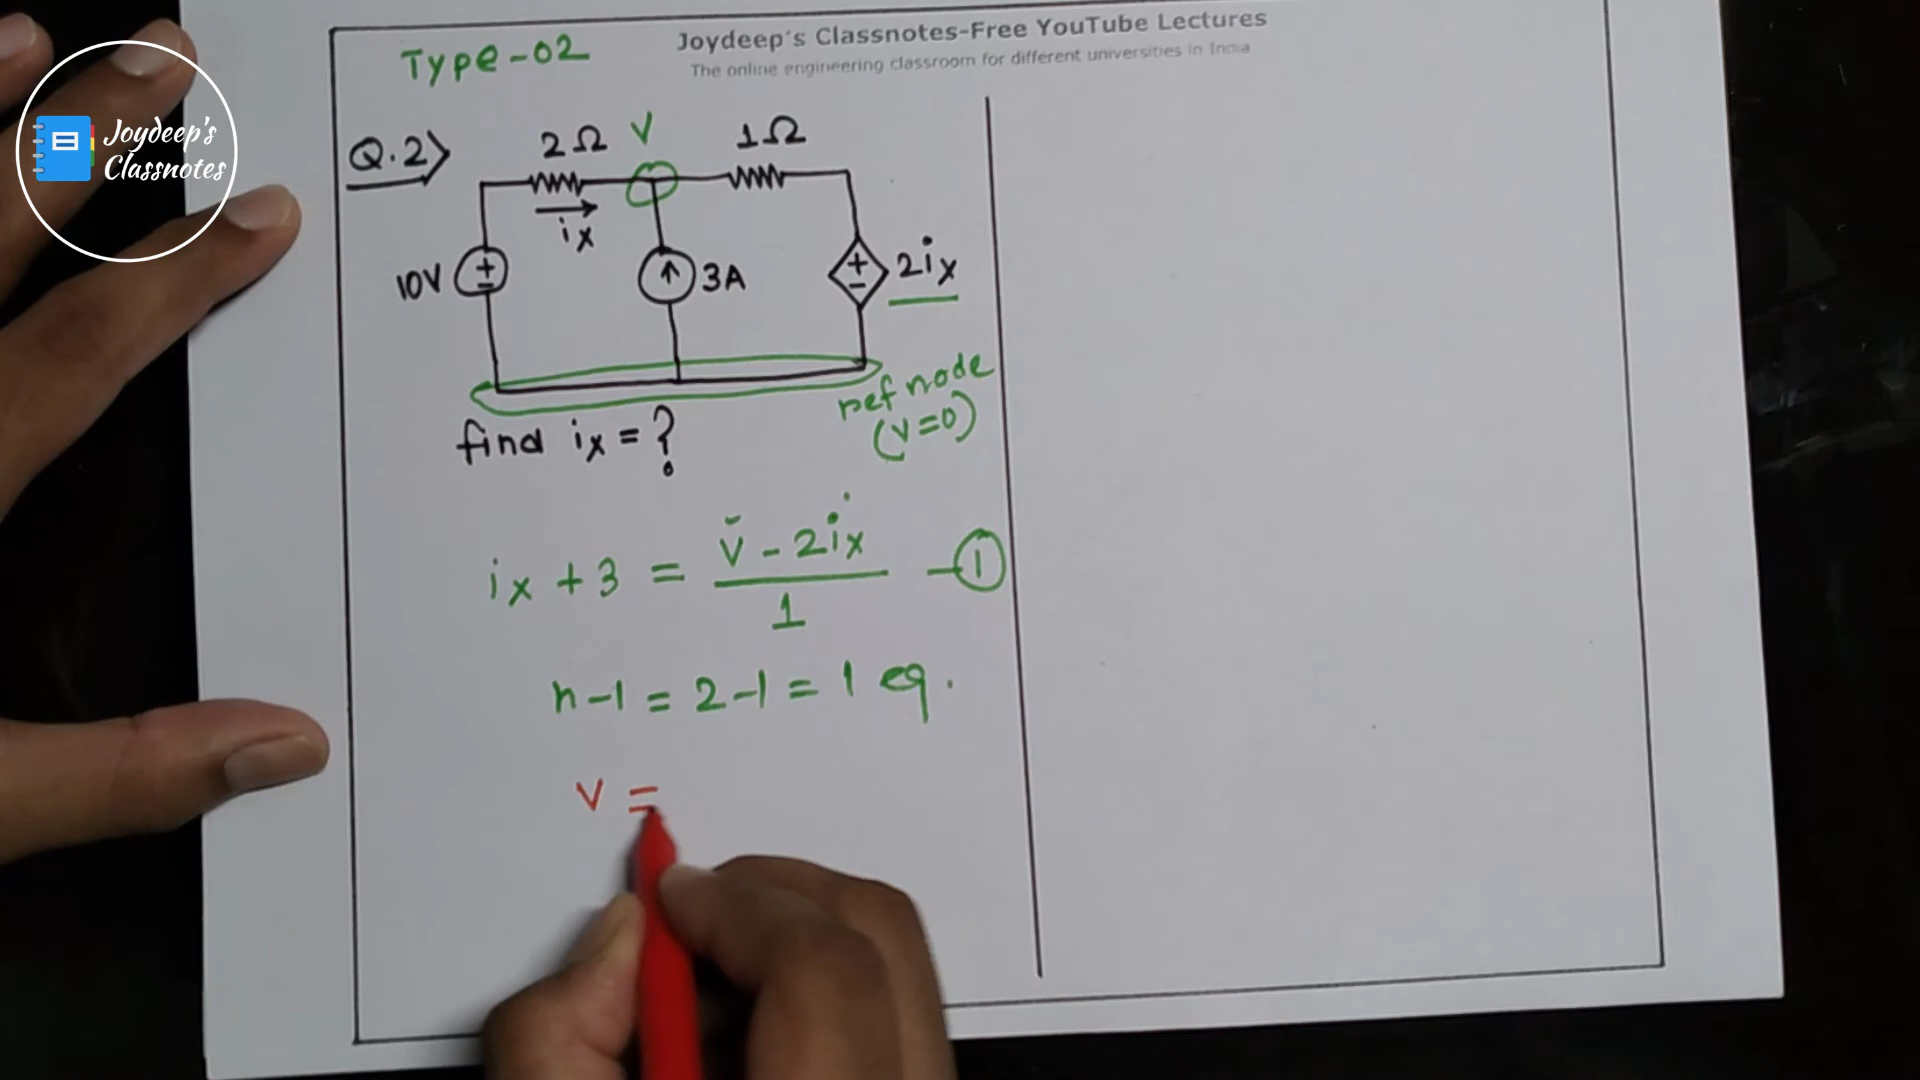 Joydeep's Classnotes-Free YouTube Lectures
The online engineering classroom for different universities in India
Type-02
Joydeep's
Classnotes
Q.2)
2Ω V 1Ω
ix
10V + - ↑ 3A + - 2ix
ref node
(V=0)
find ix = ?
ix + 3 = V - 2ix / 1 - ①
n-1 = 2-1 = 1 eq.
V =